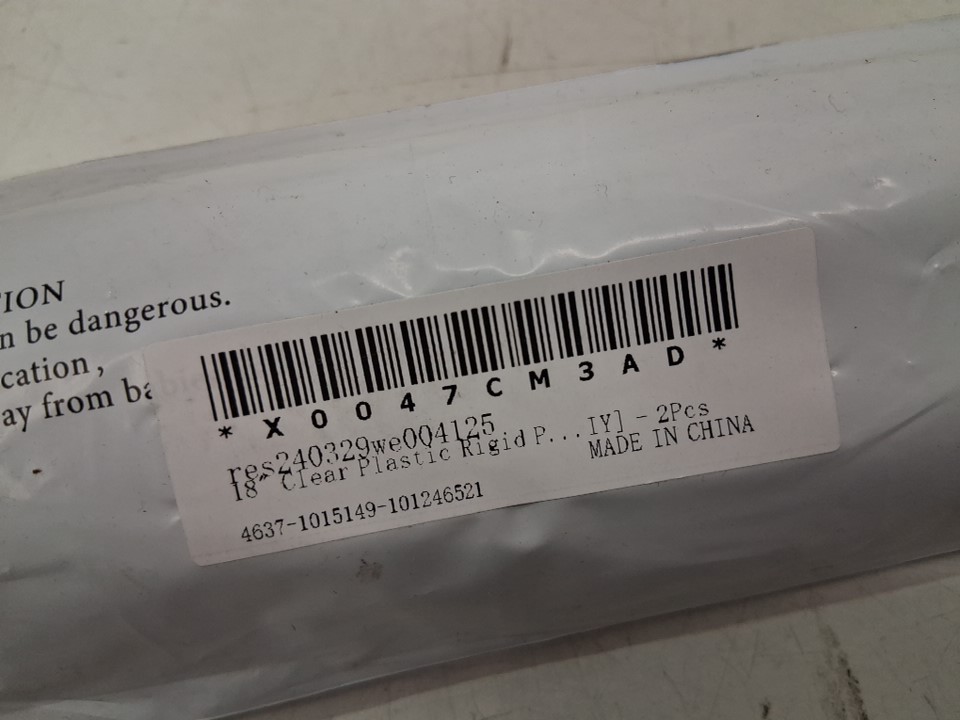 ION
n be dangerous.
cation,
ay from ba
*X0047CM3AD*
res240329we004125
18" Clear Plastic Rigid P...IY] - 2Pcs
MADE IN CHINA
4637-1015149-101246521